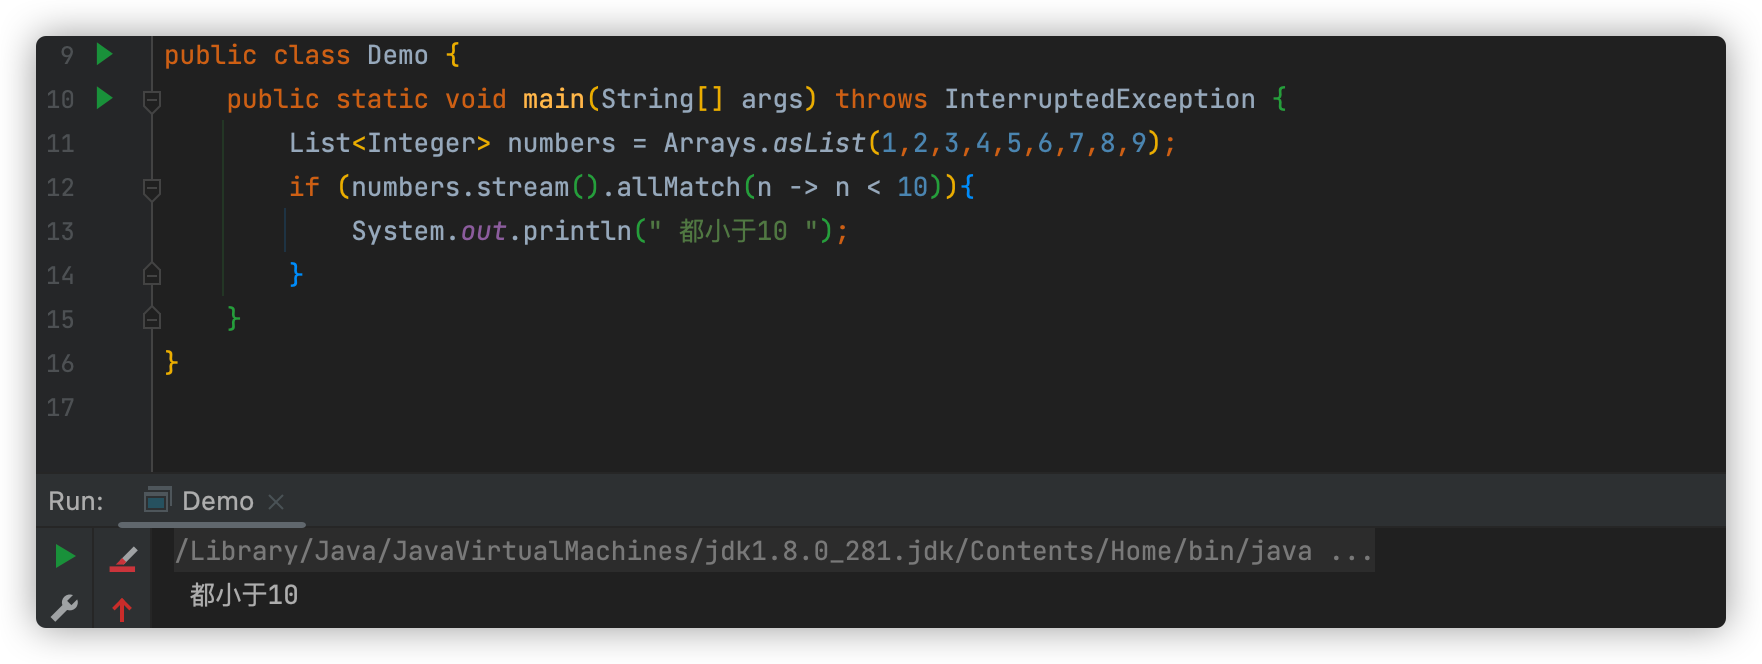 9 public class Demo {
10 public static void main(String[] args) throws InterruptedException {
11 List<Integer> numbers = Arrays.asList(1,2,3,4,5,6,7,8,9);
12 if (numbers.stream().allMatch(n -> n < 10)){
13 System.out.println(" 都小于10 ");
14 }
15 }
16 }
17
Run: Demo
/Library/Java/JavaVirtualMachines/jdk1.8.0_281.jdk/Contents/Home/bin/java ...
都小于10